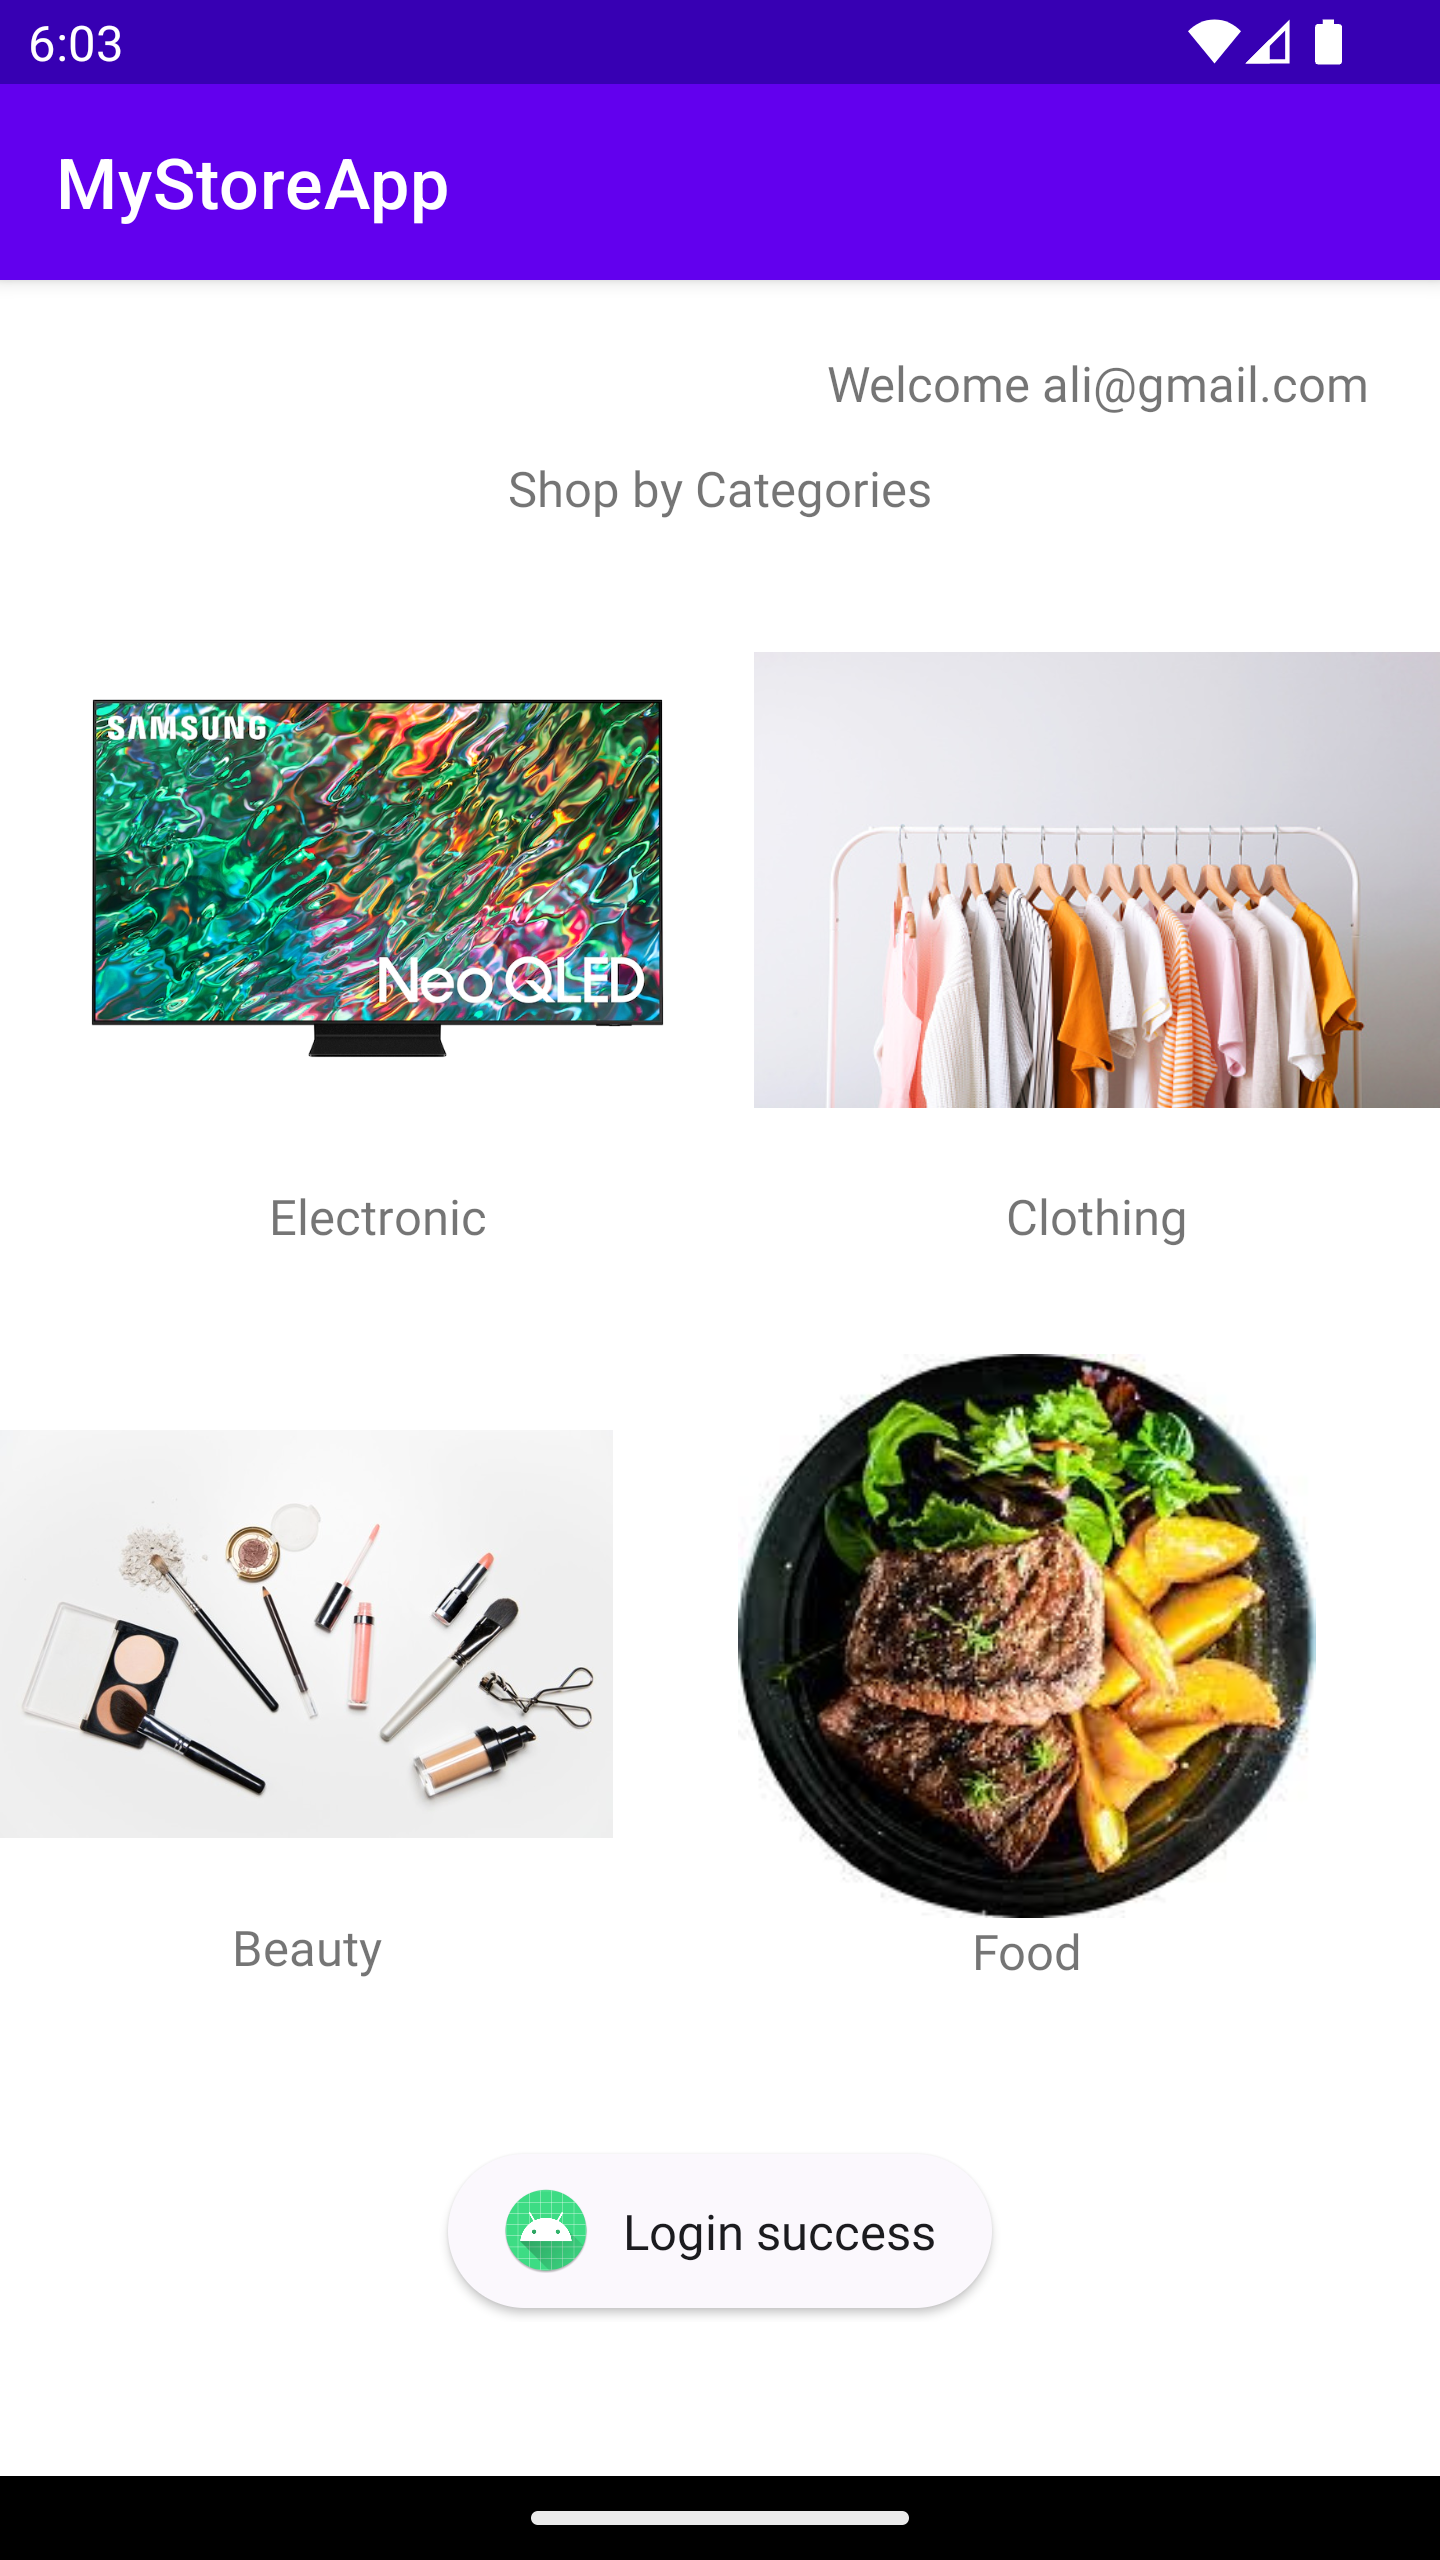 6:03
MyStoreApp
Welcome ali@gmail.com
Shop by Categories
SAMSUNG
Neo QLED
Electronic
Clothing
Beauty
Food
Login success